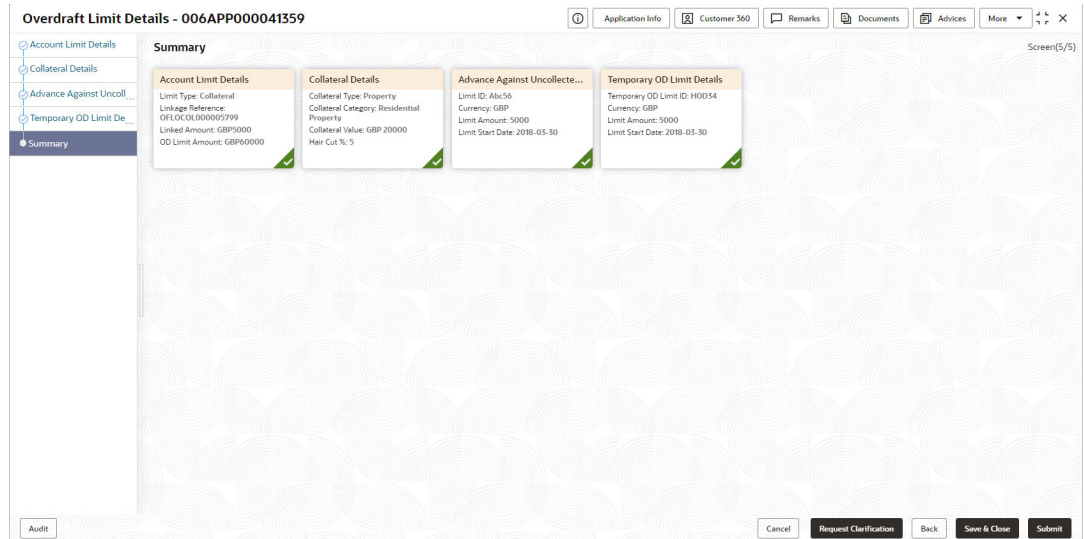 Overdraft Limit Details - 006APP000041359
Application Info
Customer 360
Remarks
Documents
Advices
More
Account Limit Details
Collateral Details
Advance Against Uncoll...
Temporary OD Limit De...
Summary
Summary
Screen(5/5)
Account Limit Details
Limit Type: Collateral
Linkage Reference:
OFLOCOL000005799
Linked Amount: GBP5000
OD Limit Amount: GBP60000
Collateral Details
Collateral Type: Property
Collateral Category: Residential
Property
Collateral Value: GBP 20000
Hair Cut %: 5
Advance Against Uncollecte...
Limit ID: Abc56
Currency: GBP
Limit Amount: 5000
Limit Start Date: 2018-03-30
Temporary OD Limit Details
Temporary OD Limit ID: HOD34
Currency: GBP
Limit Amount: 5000
Limit Start Date: 2018-03-30
Audit
Cancel
Request Clarification
Back
Save & Close
Submit